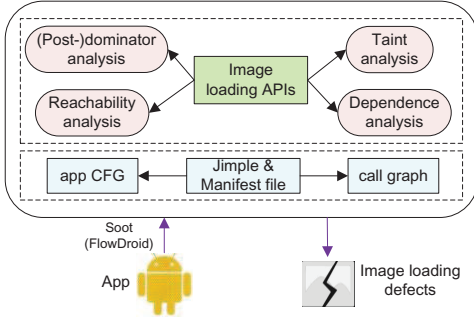 (Post-)dominator
analysis
Image
loading APIs
Taint
analysis
Reachability
analysis
Dependence
analysis
app CFG
Jimple &
Manifest file
call graph
Soot
(FlowDroid)
App
Image loading
defects